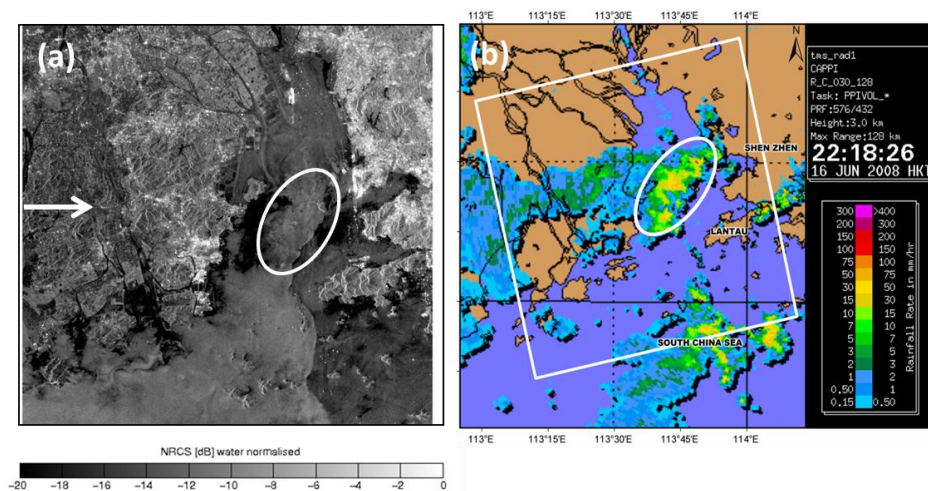 (a)
NRCS [dB] water normalised
−20 −18 −16 −14 −12 −10 −8 −6 −4 −2 0
113°E 113°15'E 113°30'E 113°45'E 114°E
(b)
N
SHEN ZHEN
LANTAU
SOUTH CHINA SEA
113°E 113°15'E 113°30'E 113°45'E 114°E
tms_rad1
CAPPI
R_C_030_128
Task: PPIVOL_*
PRF:576/432
Height:3.0 km
Max Range:128 km
22:18:26
16 JUN 2008 HKT
300 >400
200 300
150 200
100 150
75 100
50 75
30 50
15 30
10 15
7 10
5 7
3 5
2 3
1 2
0.50 1
0.15 0.50
Rainfall Rate in mm/hr